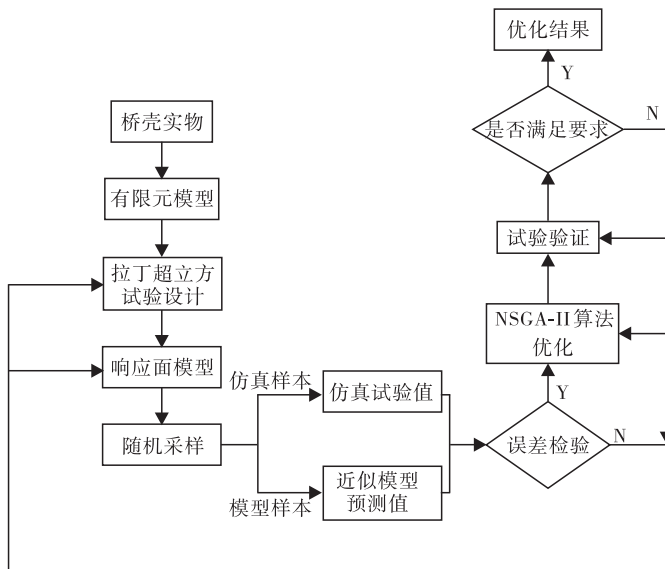 桥壳实物
有限元模型
拉丁超立方
试验设计
响应面模型
随机采样
仿真样本
模型样本
仿真试验值
近似模型
预测值
误差检验
N
Y
NSGA-II算法
优化
试验验证
是否满足要求
N
Y
优化结果